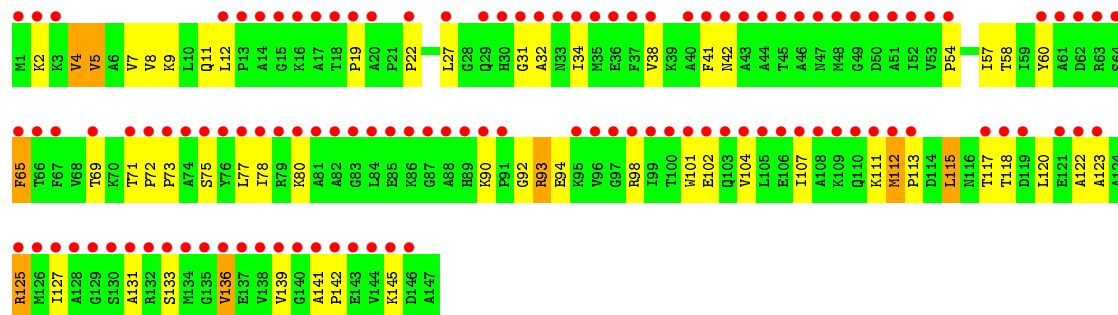 M1 K2 K3 V4 V5 A6 V7 V8 K9 L10 Q11 L12 P13 A14 G15 K16 A17 T18 P19 A20 P21 P22 L27 G28 Q29 H30 G31 A32 N33 I34 M35 E36 F37 V38 K39 A40 F41 N42 A43 A44 T45 A46 N47 M48 G49 D50 A51 I52 V53 P54 I57 T58 I59 Y60 A61 D62 R63 S64
F65 T66 F67 V68 T69 K70 T71 P72 P73 A74 S75 Y76 L77 I78 R79 K80 A81 A82 G83 L84 E85 K86 G87 A88 H89 K90 P91 G92 R93 E94 K95 V96 G97 R98 I99 T100 W101 E102 Q103 V104 L105 E106 I107 A108 K109 Q110 K111 M112 P113 D114 L115 N116 T117 T118 D119 L120 E121 A122 A123 A124
R125 M126 I127 A128 G129 S130 A131 R132 S133 M134 G135 V136 E137 V138 V139 G140 A141 P142 E143 V144 K145 D146 A147